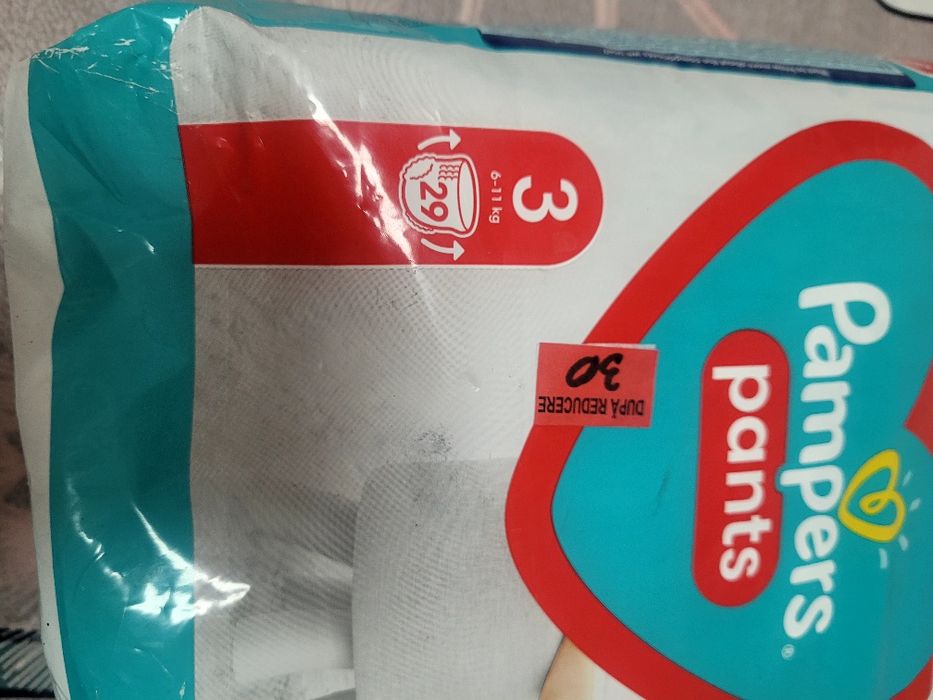 Pampers®
pants
3
6-11 kg
29
DUPĂ REDUCERE
30